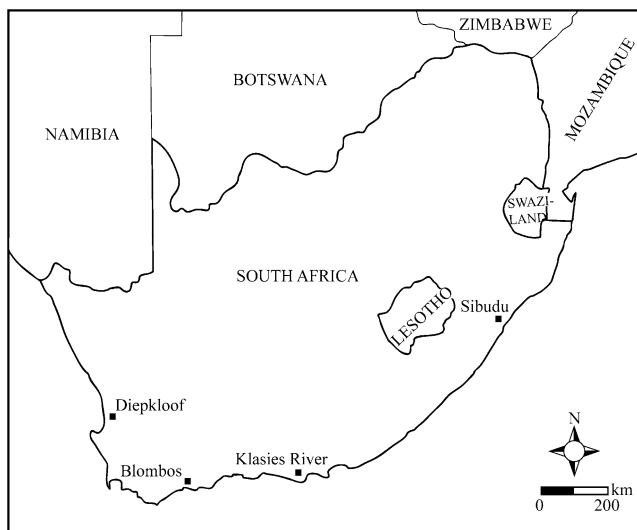 ZIMBABWE
BOTSWANA
MOZAMBIQUE
NAMIBIA
SWAZI-
LAND
SOUTH AFRICA
LESOTHO
Sibudu
Diepkloof
N
Klasies River
Blombos
km
0 200